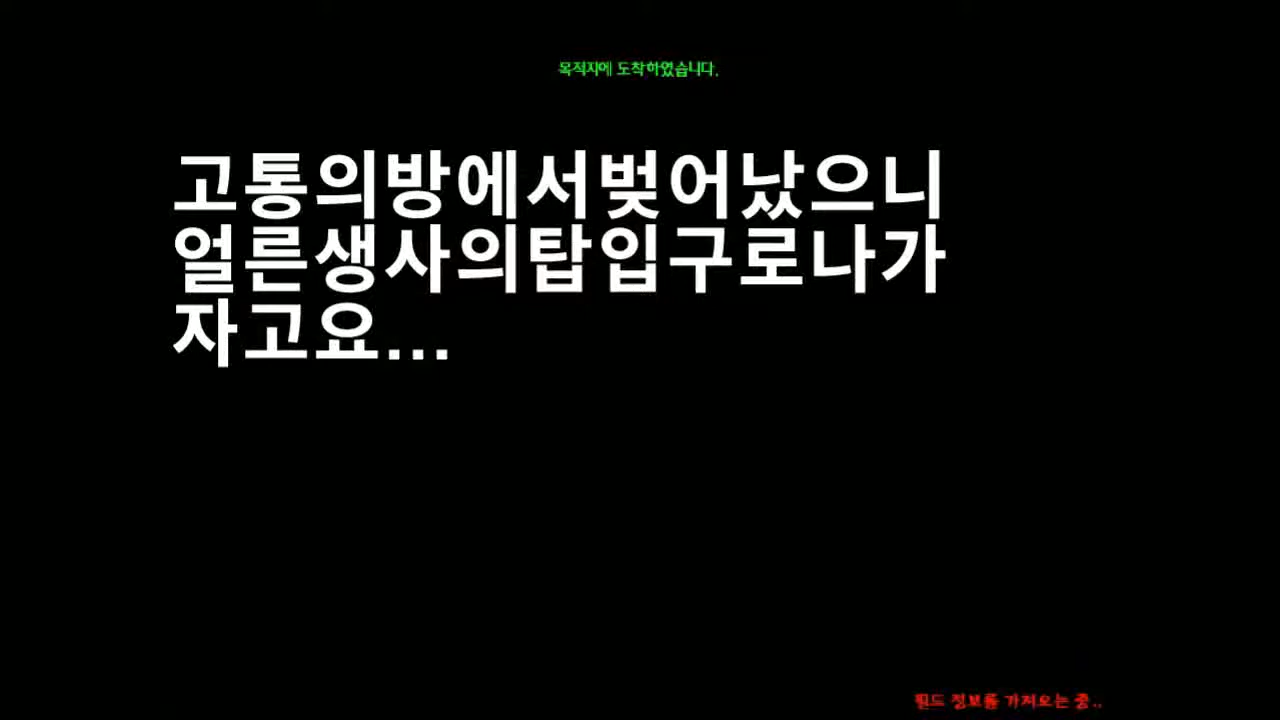 목적지에 도착하였습니다.
고통의방에서벚어났으니
얼른생사의탑입구로나가
자고요...
필드 정보를 가져오는 중..